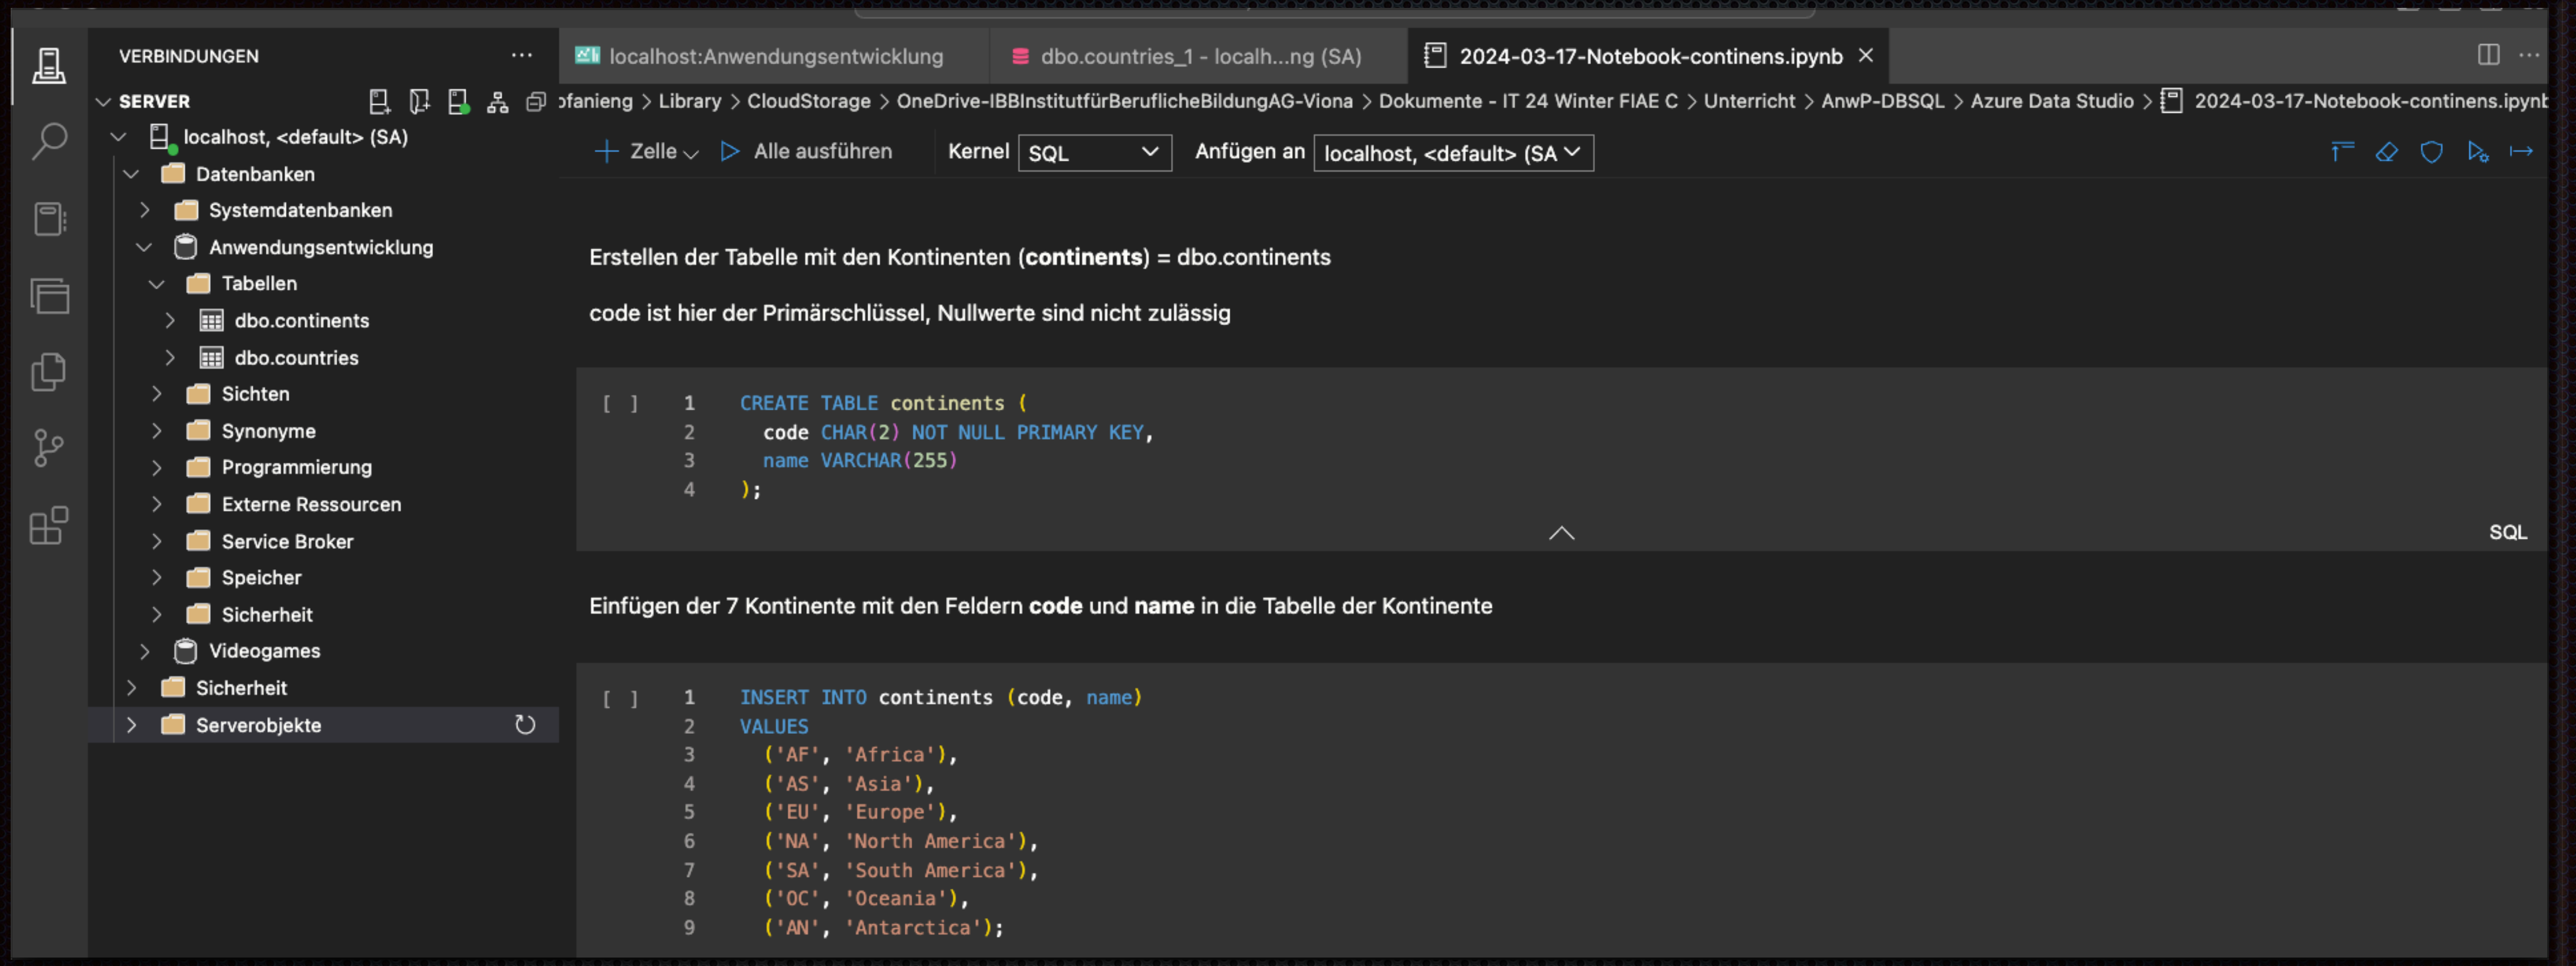 VERBINDUNGEN
SERVER
localhost, <default> (SA)
Datenbanken
Systemdatenbanken
Anwendungsentwicklung
Tabellen
dbo.continents
dbo.countries
Sichten
Synonyme
Programmierung
Externe Ressourcen
Service Broker
Speicher
Sicherheit
Videogames
Sicherheit
Serverobjekte
localhost:Anwendungsentwicklung
dbo.countries_1 - localh...ng (SA)
2024-03-17-Notebook-continens.ipynb
ofanieng > Library > CloudStorage > OneDrive-IBBInstitutfürBeruflicheBildungAG-Viona > Dokumente - IT 24 Winter FIAE C > Unterricht > AnwP-DBSQL > Azure Data Studio > 2024-03-17-Notebook-continens.ipynb
Zelle Alle ausführen Kernel SQL Anfügen an localhost, <default> (SA
Erstellen der Tabelle mit den Kontinenten (continents) = dbo.continents
code ist hier der Primärschlüssel, Nullwerte sind nicht zulässig
[ ] 1 CREATE TABLE continents (
2 code CHAR(2) NOT NULL PRIMARY KEY,
3 name VARCHAR(255)
4 );
SQL
Einfügen der 7 Kontinente mit den Feldern code und name in die Tabelle der Kontinente
[ ] 1 INSERT INTO continents (code, name)
2 VALUES
3 ('AF', 'Africa'),
4 ('AS', 'Asia'),
5 ('EU', 'Europe'),
6 ('NA', 'North America'),
7 ('SA', 'South America'),
8 ('OC', 'Oceania'),
9 ('AN', 'Antarctica');